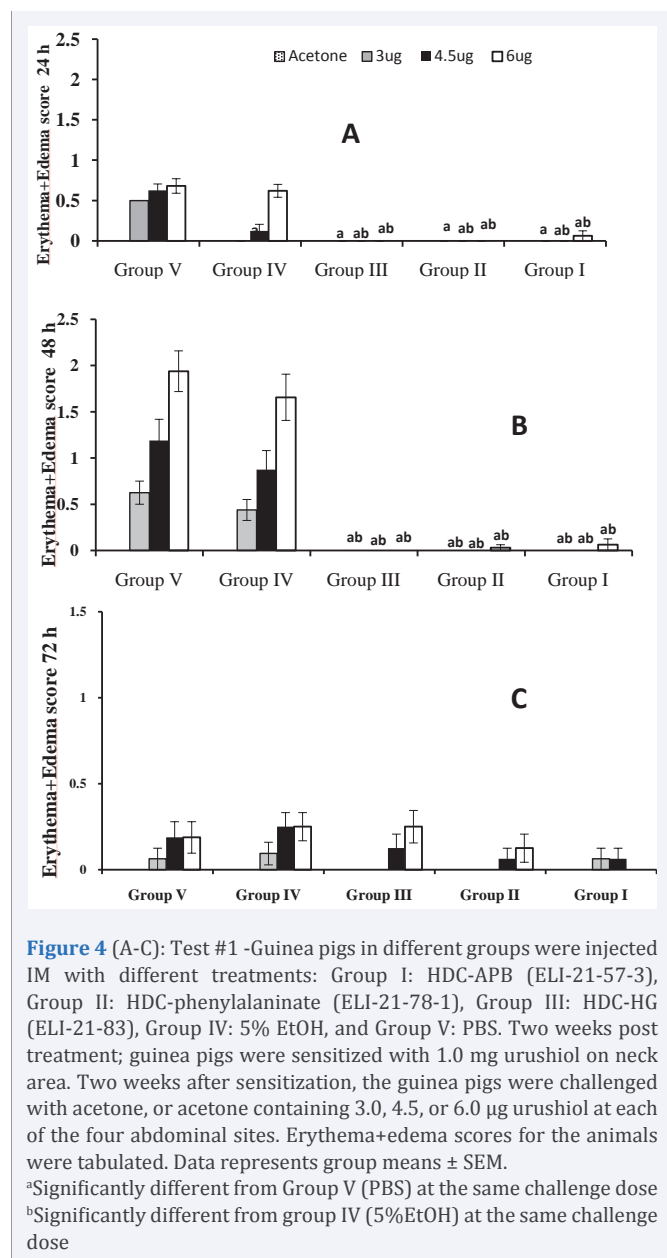 Erythema+Edema score 24 h
2.5
2
1.5
1
0.5
0
Acetone 3ug 4.5ug 6ug
A
a
a ab ab
a ab ab
a ab ab
Group V Group IV Group III Group II Group I
Erythema+Edema score 48 h
2.5
2
1.5
1
0.5
0
B
ab ab ab
ab ab ab
ab ab ab
Group V Group IV Group III Group II Group I
Erythema+Edema score 72 h
1.5
1
0.5
0
C
Group V Group IV Group III Group II Group I
Figure 4 (A-C): Test #1 -Guinea pigs in different groups were injected
IM with different treatments: Group I: HDC-APB (ELI-21-57-3),
Group II: HDC-phenylalaninate (ELI-21-78-1), Group III: HDC-HG
(ELI-21-83), Group IV: 5% EtOH, and Group V: PBS. Two weeks post
treatment; guinea pigs were sensitized with 1.0 mg urushiol on neck
area. Two weeks after sensitization, the guinea pigs were challenged
with acetone, or acetone containing 3.0, 4.5, or 6.0 µg urushiol at each
of the four abdominal sites. Erythema+edema scores for the animals
were tabulated. Data represents group means ± SEM.
aSignificantly different from Group V (PBS) at the same challenge dose
bSignificantly different from group IV (5%EtOH) at the same challenge
dose